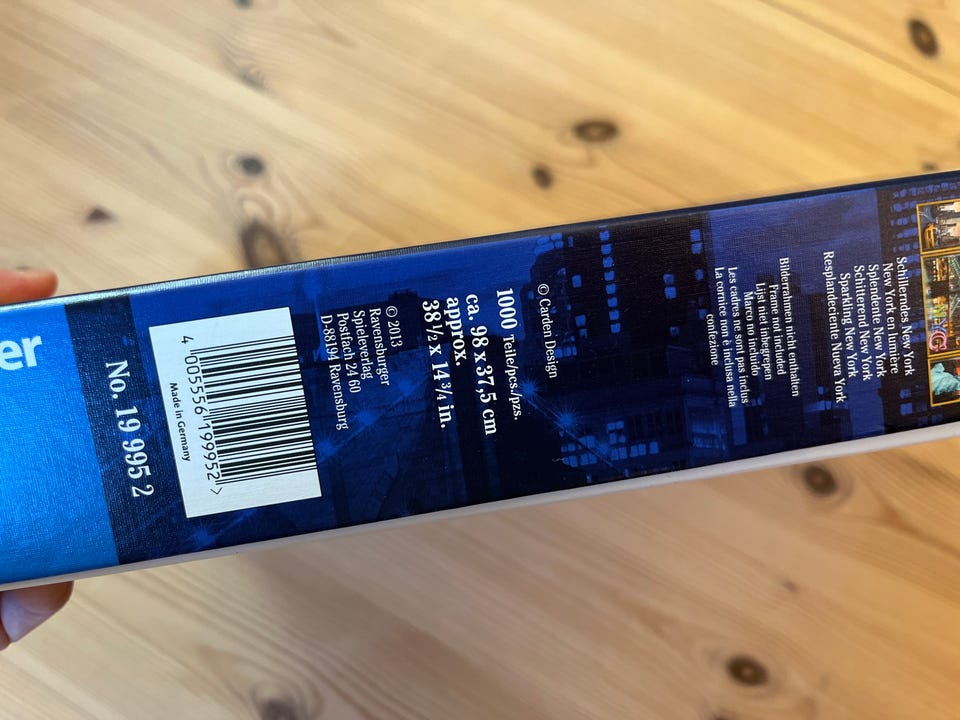 Schillerndes New York
New York en lumière
Splendente New York
Schitterend New York
Sparkling New York
Resplandeciente Nueva York
Bilderrahmen nicht enthalten
Frame not included
Lijst niet inbegrepen
Marco no incluido
Les cadres ne sont pas inclus
La cornice non è inclusa nella
confezione
© Carden Design
1000 Teile/pcs./pzs.
ca. 98 x 37,5 cm
approx.
38 1/2 x 14 3/4 in.
© 2013
Ravensburger
Spieleverlag
Postfach 24 60
D-88194 Ravensburg
4 005556 199952 >
Made in Germany
No. 19 995 2
er